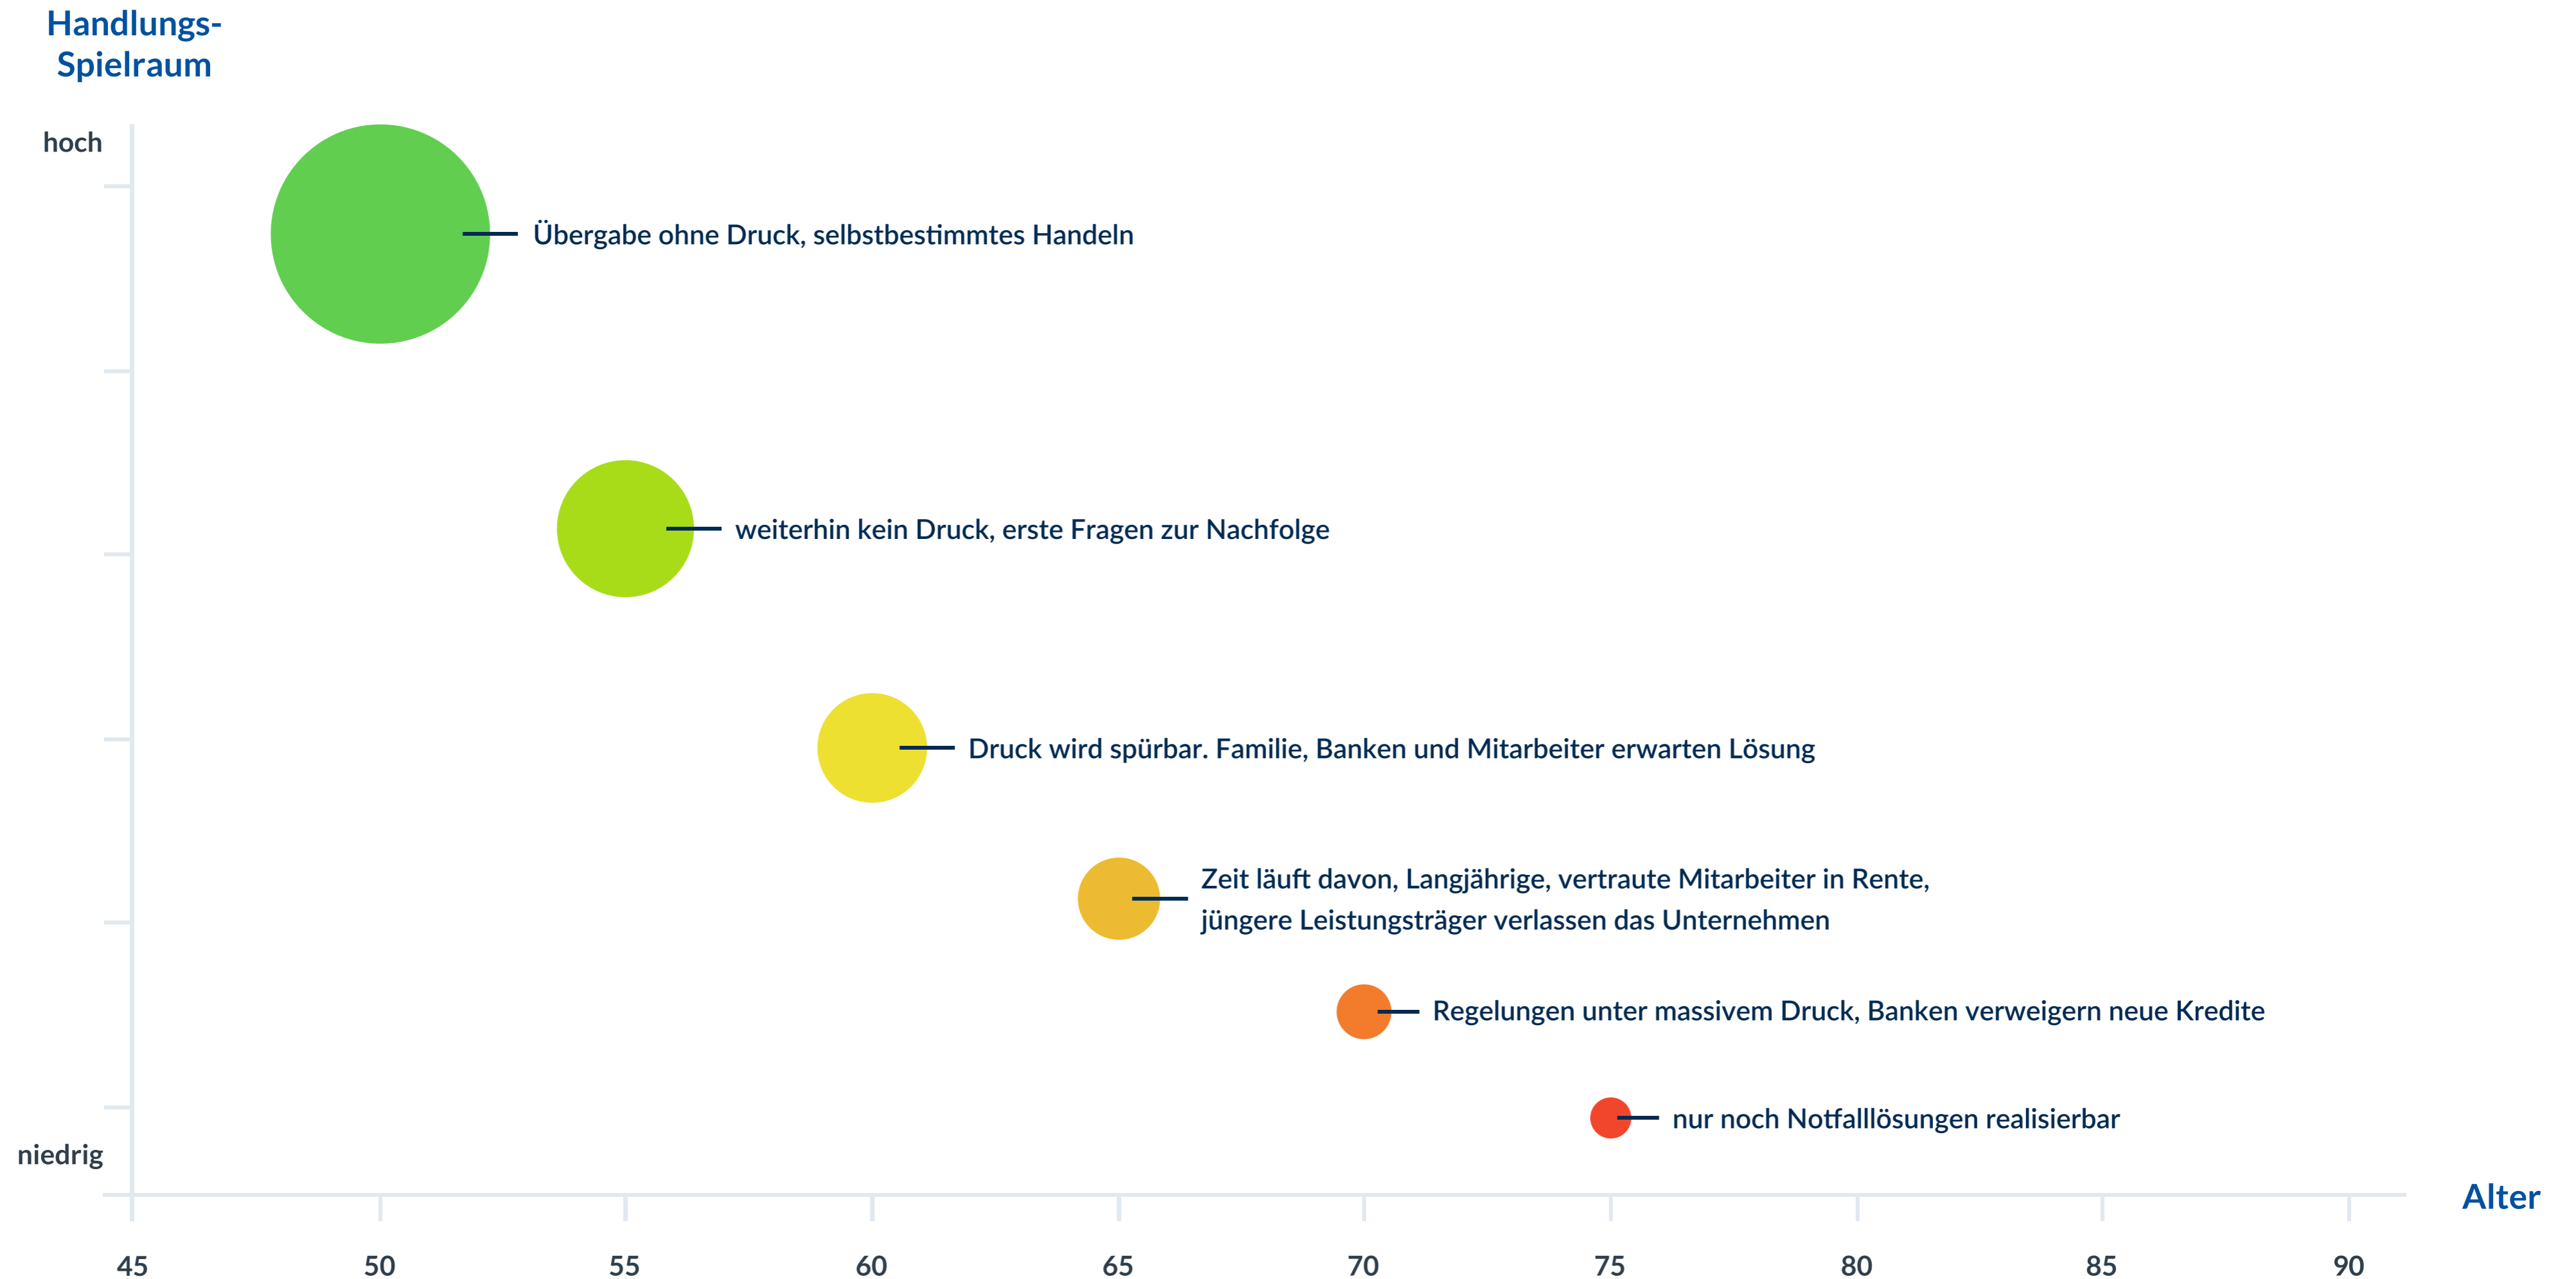 Handlungs-
Spielraum
hoch
Übergabe ohne Druck, selbstbestimmtes Handeln
weiterhin kein Druck, erste Fragen zur Nachfolge
Druck wird spürbar. Familie, Banken und Mitarbeiter erwarten Lösung
Zeit läuft davon, Langjährige, vertraute Mitarbeiter in Rente,
jüngere Leistungsträger verlassen das Unternehmen
Regelungen unter massivem Druck, Banken verweigern neue Kredite
nur noch Notfalllösungen realisierbar
niedrig
Alter
45 50 55 60 65 70 75 80 85 90